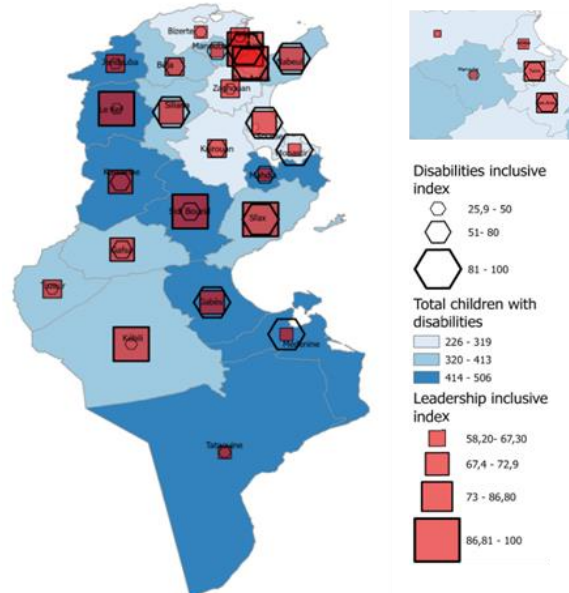 Bizerte
Manouba
Jendouba
Beja
Nabeul
Zaghouan
Le Kef
Siliana
Kairouan
Monastir
Mahdia
Kasserine
Sidi Bouzid
Sfax
Gafsa
Tozeur
Gabès
Kebili
Medenine
Tataouine
Disabilities inclusive
index
25,9 - 50
51- 80
81 - 100
Total children with
disabilities
226 - 319
320 - 413
414 - 506
Leadership inclusive
index
58,20- 67,30
67,4 - 72,9
73 - 86,80
86,81 - 100